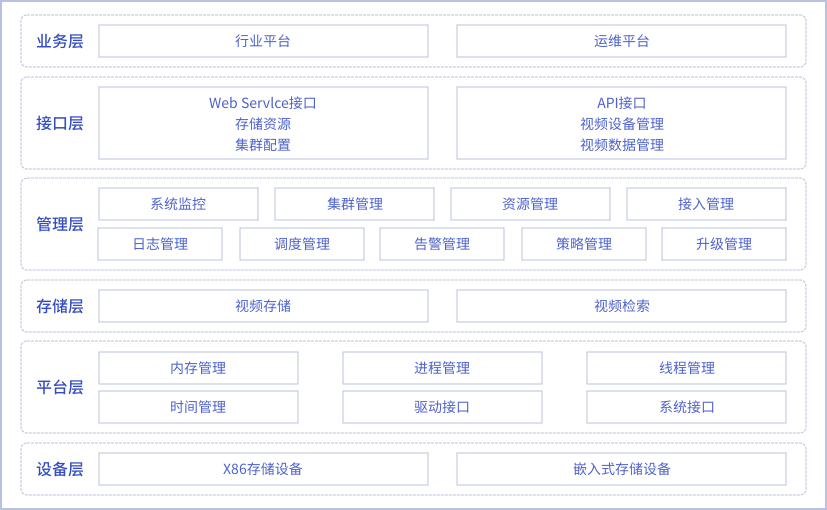 业务层
行业平台
运维平台
接口层
Web Servlce接口
存储资源
集群配置
API接口
视频设备管理
视频数据管理
管理层
系统监控
集群管理
资源管理
接入管理
日志管理
调度管理
告警管理
策略管理
升级管理
存储层
视频存储
视频检索
平台层
内存管理
进程管理
线程管理
时间管理
驱动接口
系统接口
设备层
X86存储设备
嵌入式存储设备